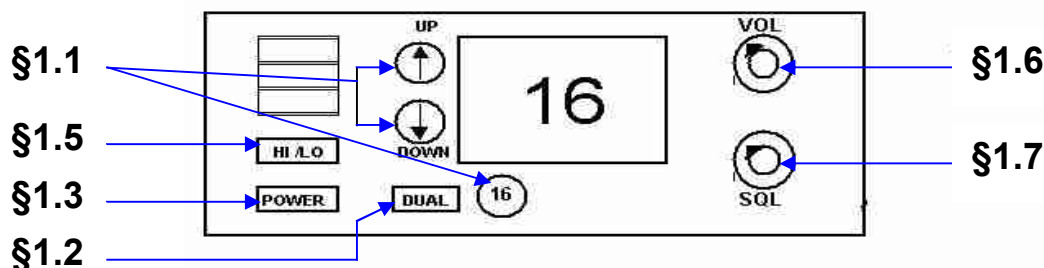 UP
VOL
§1.1
§1.6
16
§1.5
HI /LO
DOWN
§1.7
§1.3
POWER
DUAL
16
SQL
§1.2